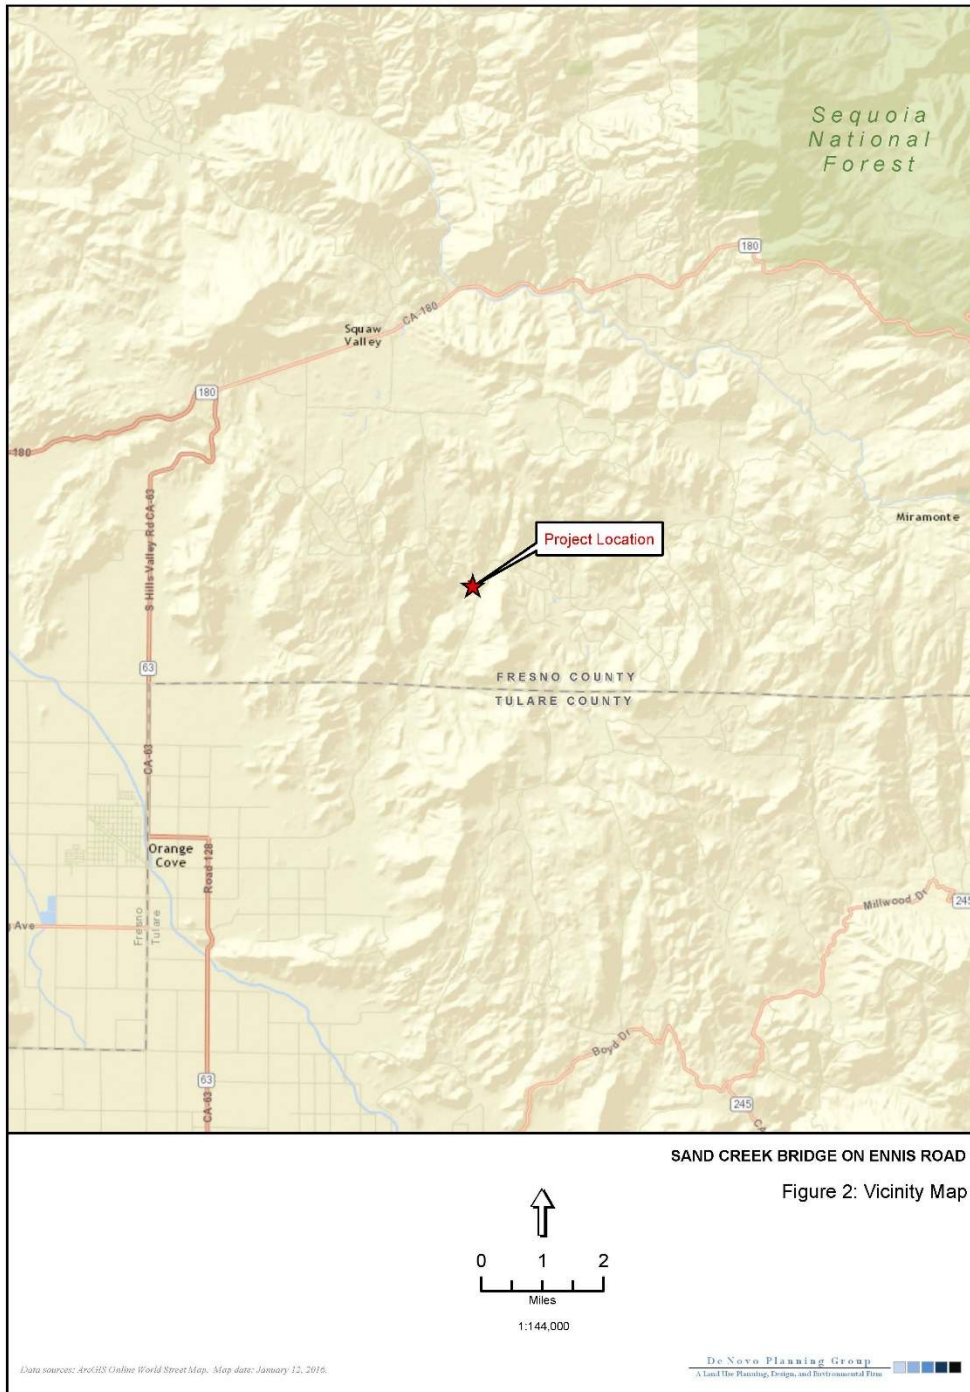 Sequoia
National
Forest
180
CA-180
Squaw
Valley
180
180
S Hills Valley Rd CA-63
Miramonte
Project Location
63
FRESNO COUNTY
TULARE COUNTY
CA-63
Orange
Cove
Road 128
Millwood Dr
245
Ave
Fresno
Tulare
Boyd Dr
63
CA-63
245
SAND CREEK BRIDGE ON ENNIS ROAD
Figure 2: Vicinity Map
0 1 2
Miles
1:144,000
Data sources: ArcGIS Online World Street Map. Map date: January 12, 2016.
De Novo Planning Group
A Land Use Planning, Design, and Environmental Firm